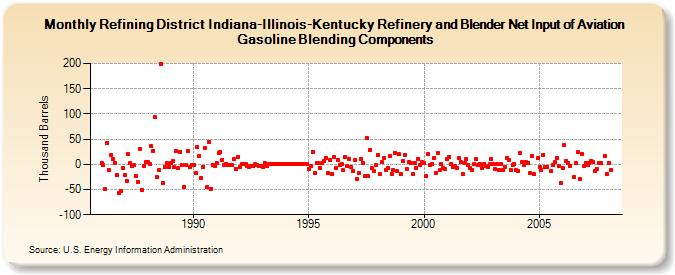 Monthly Refining District Indiana-Illinois-Kentucky Refinery and Blender Net Input of Aviation
Gasoline Blending Components
Thousand Barrels
200
150
100
50
0
-50
-100
1990
1995
2000
2005
Source: U.S. Energy Information Administration